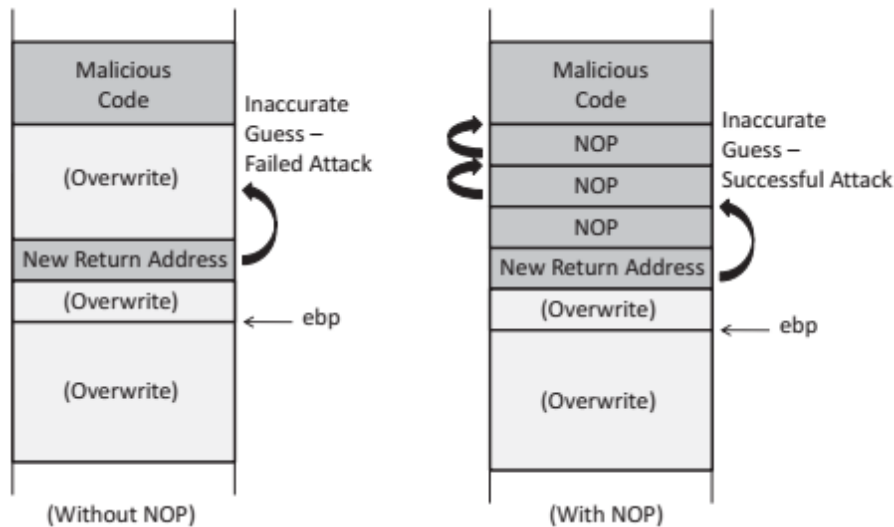 Malicious
Code
Inaccurate
Guess –
Failed Attack
(Overwrite)
New Return Address
(Overwrite)
ebp
(Overwrite)
(Without NOP)
Malicious
Code
NOP
Inaccurate
Guess –
Successful Attack
NOP
NOP
New Return Address
(Overwrite)
ebp
(Overwrite)
(With NOP)